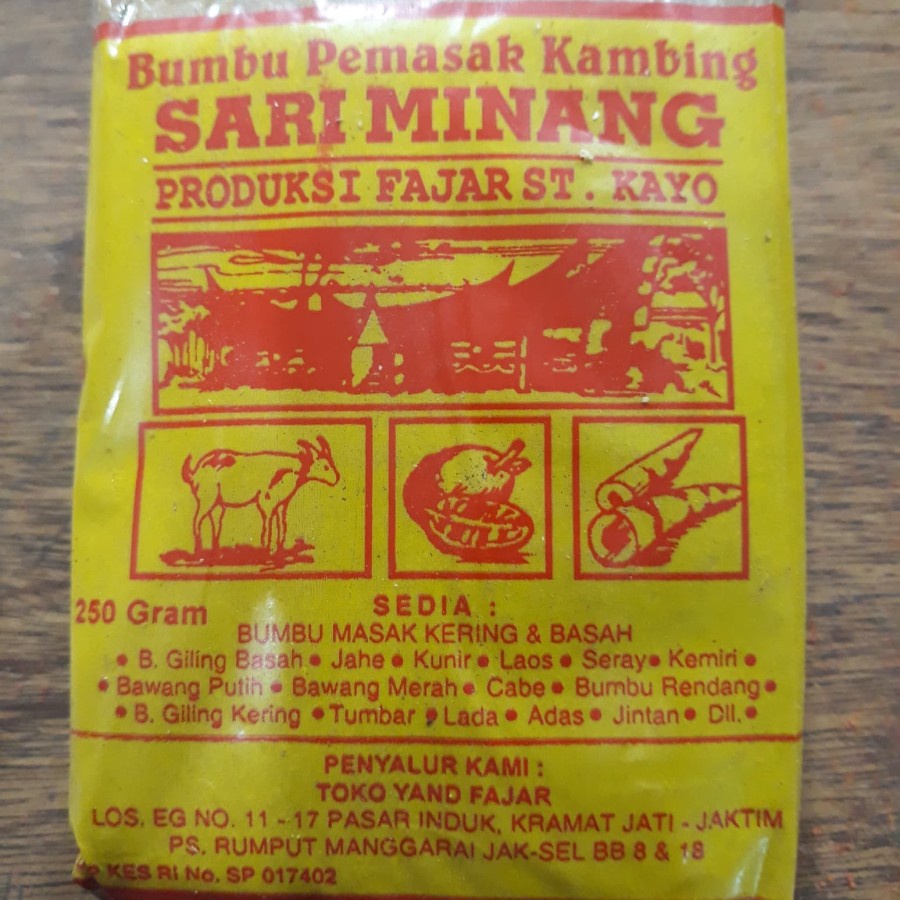 Bumbu Pemasak Kambing
SARI MINANG
PRODUKSI FAJAR ST. KAYO
250 Gram
SEDIA :
BUMBU MASAK KERING & BASAH
• B. Giling Basah • Jahe • Kunir • Laos • Seray • Kemiri •
• Bawang Putih • Bawang Merah • Cabe • Bumbu Rendang •
• B. Giling Kering • Tumbar • Lada • Adas • Jintan • Dll. •
PENYALUR KAMI :
TOKO YAND FAJAR
LOS. EG NO. 11 - 17 PASAR INDUK, KRAMAT JATI - JAKTIM
PS. RUMPUT MANGGARAI JAK-SEL BB 8 & 18
KES RI No. SP 017402